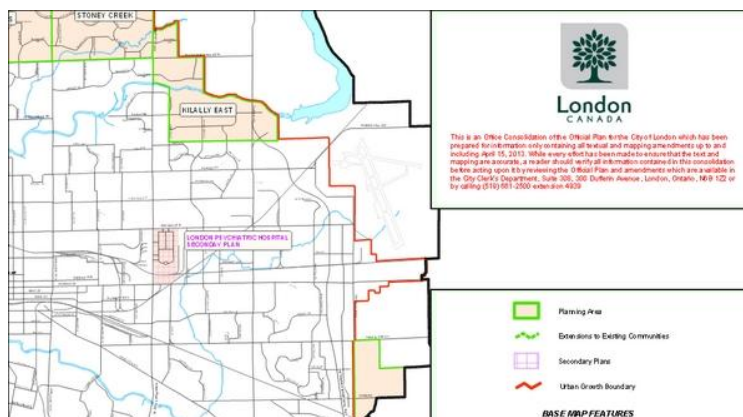 STONEY CREEK
KILALLY EAST
LONDON PSYCHIATRIC HOSPITAL
SECONDARY PLAN
London
CANADA
This is an Office Consolidation of the Official Plan for the City of London which has been
prepared for information only containing all textual and mapping amendments up to and
including April 15, 2013. While every effort has been made to ensure that the text and
mapping are accurate, a reader should verify all information contained in this consolidation
before acting upon it by reviewing the Official Plan and amendments which are available in
the City Clerk's Department, Suite 308, 300 Dufferin Avenue, London, Ontario, N6B 1Z2 or
by calling (519) 661-2500 extension 4939
Planning Area
Extensions to Existing Communities
Secondary Plans
Urban Growth Boundary
BASE MAP FEATURES